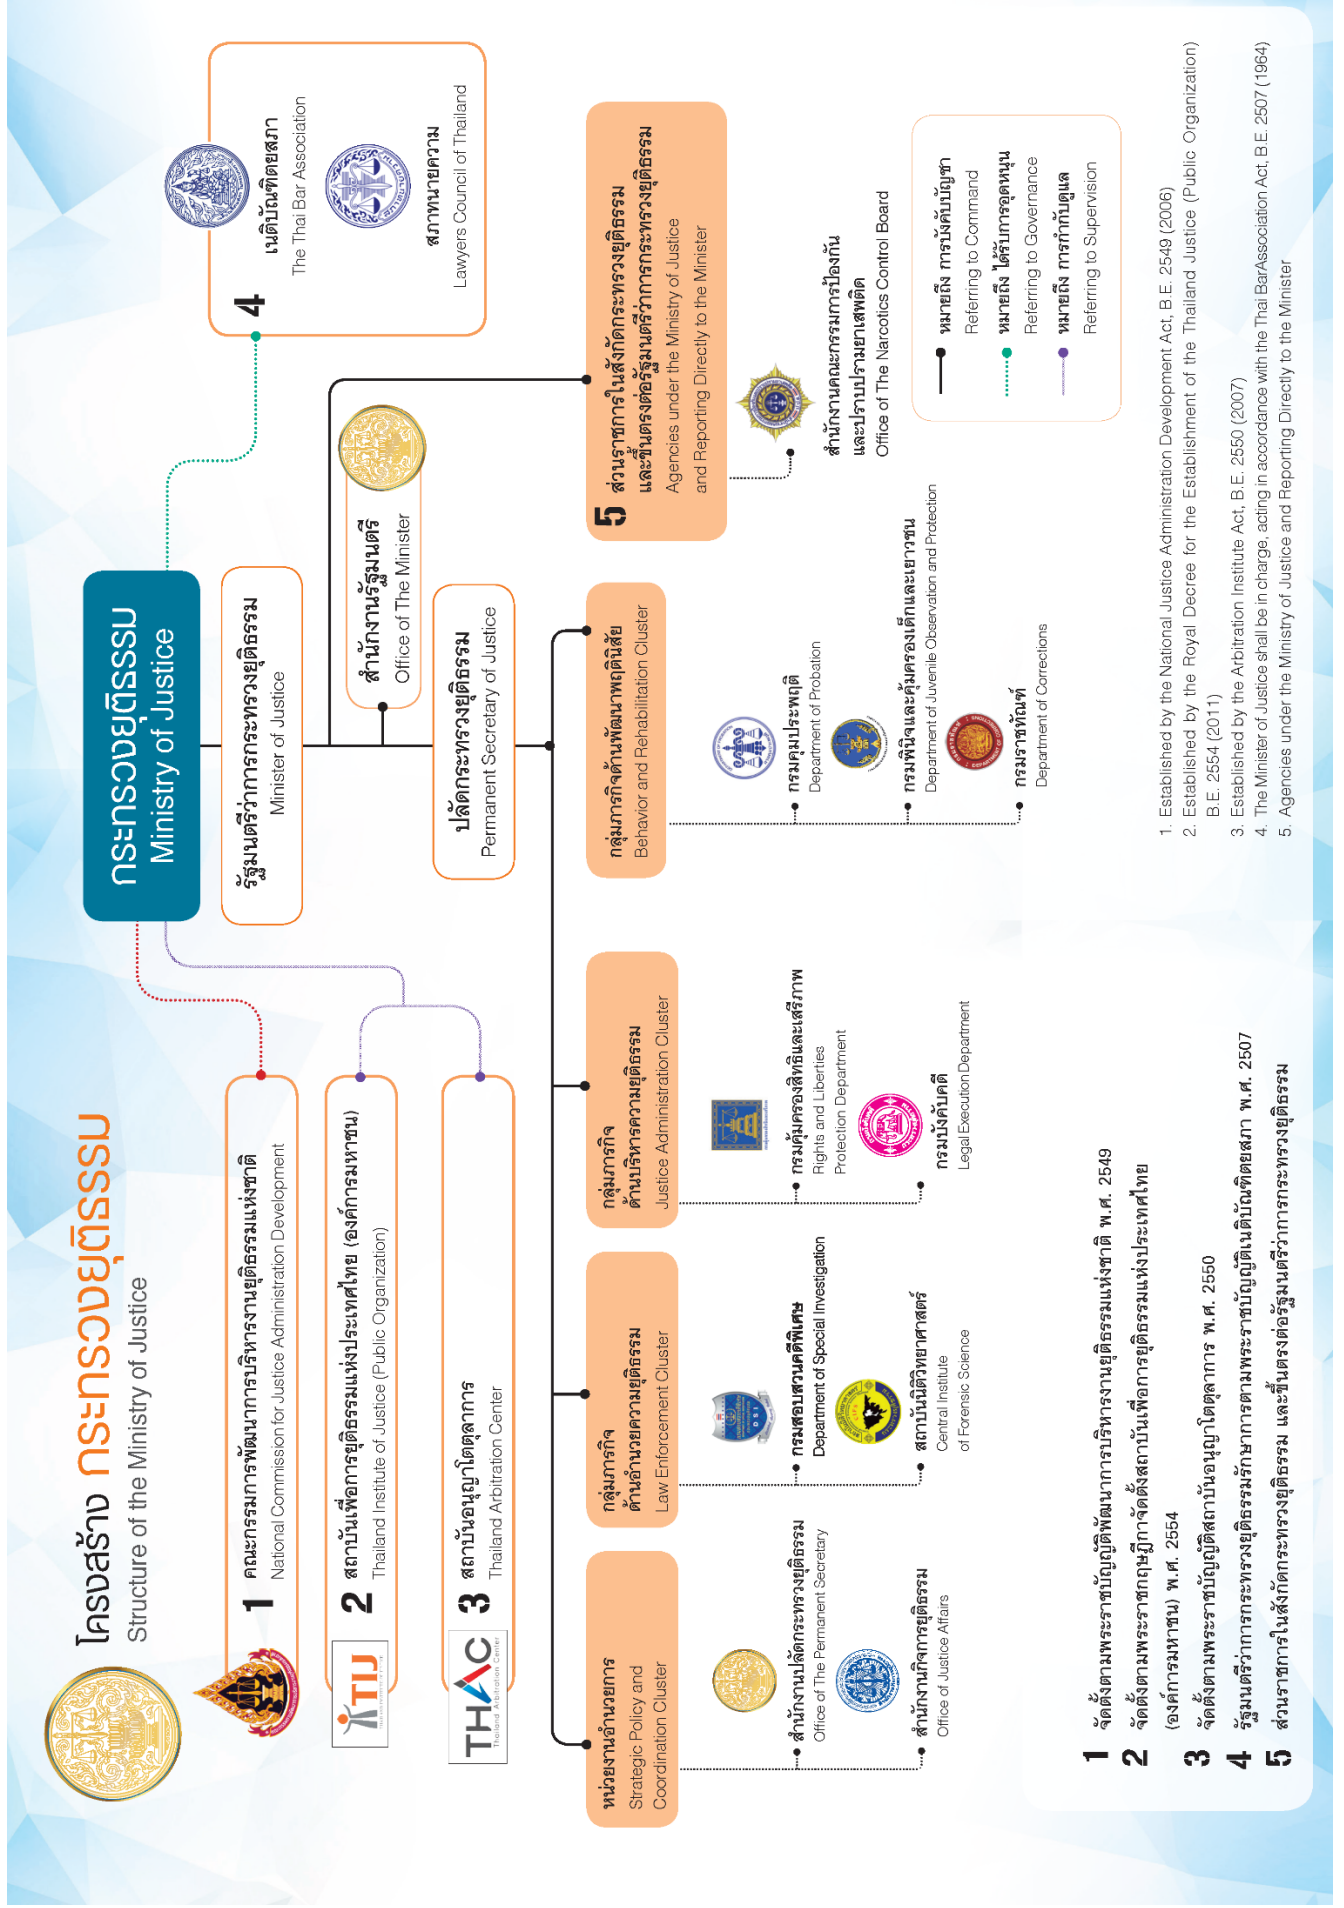 โครงสร้าง กระทรวงยุติธรรม
Structure of the Ministry of Justice
กระทรวงยุติธรรม
Ministry of Justice
รัฐมนตรีว่าการกระทรวงยุติธรรม
Minister of Justice
สำนักงานรัฐมนตรี
Office of The Minister
ปลัดกระทรวงยุติธรรม
Permanent Secretary of Justice
1
คณะกรรมการพัฒนาการบริหารงานยุติธรรมแห่งชาติ
National Commission for Justice Administration Development
TIJ
2
สถาบันเพื่อการยุติธรรมแห่งประเทศไทย (องค์การมหาชน)
Thailand Institute of Justice (Public Organization)
THAC
Thailand Arbitration Center
3
สถาบันอนุญาโตตุลาการ
Thailand Arbitration Center
4
เนติบัณฑิตยสภา
The Thai Bar Association
สภาทนายความ
Lawyers Council of Thailand
หน่วยงานอำนวยการ
Strategic Policy and
Coordination Cluster
สำนักงานปลัดกระทรวงยุติธรรม
Office of The Permanent Secretary
สำนักงานกิจการยุติธรรม
Office of Justice Affairs
กลุ่มภารกิจ
ด้านอำนวยความยุติธรรม
Law Enforcement Cluster
DSI
กรมสอบสวนคดีพิเศษ
Department of Special Investigation
สถาบันนิติวิทยาศาสตร์
Central Institute
of Forensic Science
กลุ่มภารกิจ
ด้านบริหารความยุติธรรม
Justice Administration Cluster
กรมคุ้มครองสิทธิและเสรีภาพ
Rights and Liberties
Protection Department
กรมบังคับคดี
Legal Execution Department
กลุ่มภารกิจด้านพัฒนาพฤตินิสัย
Behavior and Rehabilitation Cluster
กรมคุมประพฤติ
Department of Probation
กรมพินิจและคุ้มครองเด็กและเยาวชน
Department of Juvenile Observation and Protection
กรมราชทัณฑ์
Department of Corrections
5
ส่วนราชการในสังกัดกระทรวงยุติธรรม
และขึ้นตรงต่อรัฐมนตรีว่าการกระทรวงยุติธรรม
Agencies under the Ministry of Justice
and Reporting Directly to the Minister
สำนักงานคณะกรรมการป้องกัน
และปราบปรามยาเสพติด
Office of The Narcotics Control Board
หมายถึง การบังคับบัญชา
Referring to Command
หมายถึง ได้รับการอุดหนุน
Referring to Governance
หมายถึง การกำกับดูแล
Referring to Supervision
1 จัดตั้งตามพระราชบัญญัติพัฒนาการบริหารงานยุติธรรมแห่งชาติ พ.ศ. 2549
2 จัดตั้งตามพระราชกฤษฎีกาจัดตั้งสถาบันเพื่อการยุติธรรมแห่งประเทศไทย
(องค์การมหาชน) พ.ศ. 2554
3 จัดตั้งตามพระราชบัญญัติสถาบันอนุญาโตตุลาการ พ.ศ. 2550
4 รัฐมนตรีว่าการกระทรวงยุติธรรมรักษาการตามพระราชบัญญัติเนติบัณฑิตยสภา พ.ศ. 2507
5 ส่วนราชการในสังกัดกระทรวงยุติธรรม และขึ้นตรงต่อรัฐมนตรีว่าการกระทรวงยุติธรรม
1. Established by the National Justice Administration Development Act, B.E. 2549 (2006)
2. Established by the Royal Decree for the Establishment of the Thailand Justice (Public Organization)
B.E. 2554 (2011)
3. Established by the Arbitration Institute Act, B.E. 2550 (2007)
4. The Minister of Justice shall be in charge, acting in accordance with the Thai BarAssociation Act, B.E. 2507 (1964)
5. Agencies under the Ministry of Justice and Reporting Directly to the Minister